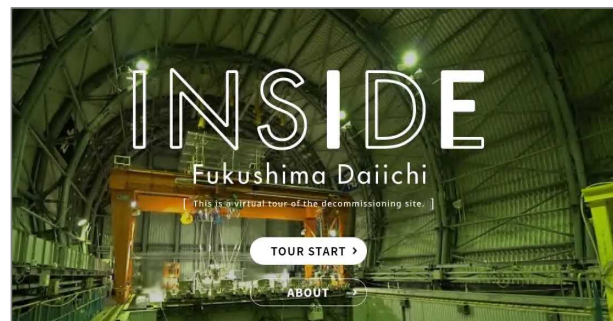 INSIDE
Fukushima Daiichi
[ This is a virtual tour of the decommissioning site. ]
TOUR START >
ABOUT →